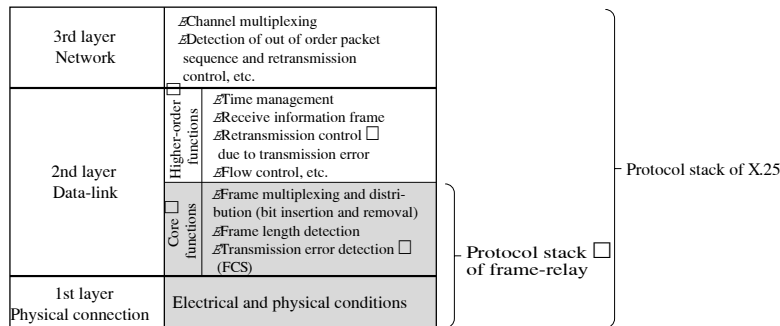 3rd layer
Network
Channel multiplexing
Detection of out of order packet
sequence and retransmission
control, etc.
2nd layer
Data-link
Higher-order
functions
Time management
Receive information frame
Retransmission control
due to transmission error
Flow control, etc.
Core
functions
Frame multiplexing and distri-
bution (bit insertion and removal)
Frame length detection
Transmission error detection
(FCS)
1st layer
Physical connection
Electrical and physical conditions
Protocol stack
of frame-relay
Protocol stack of X.25